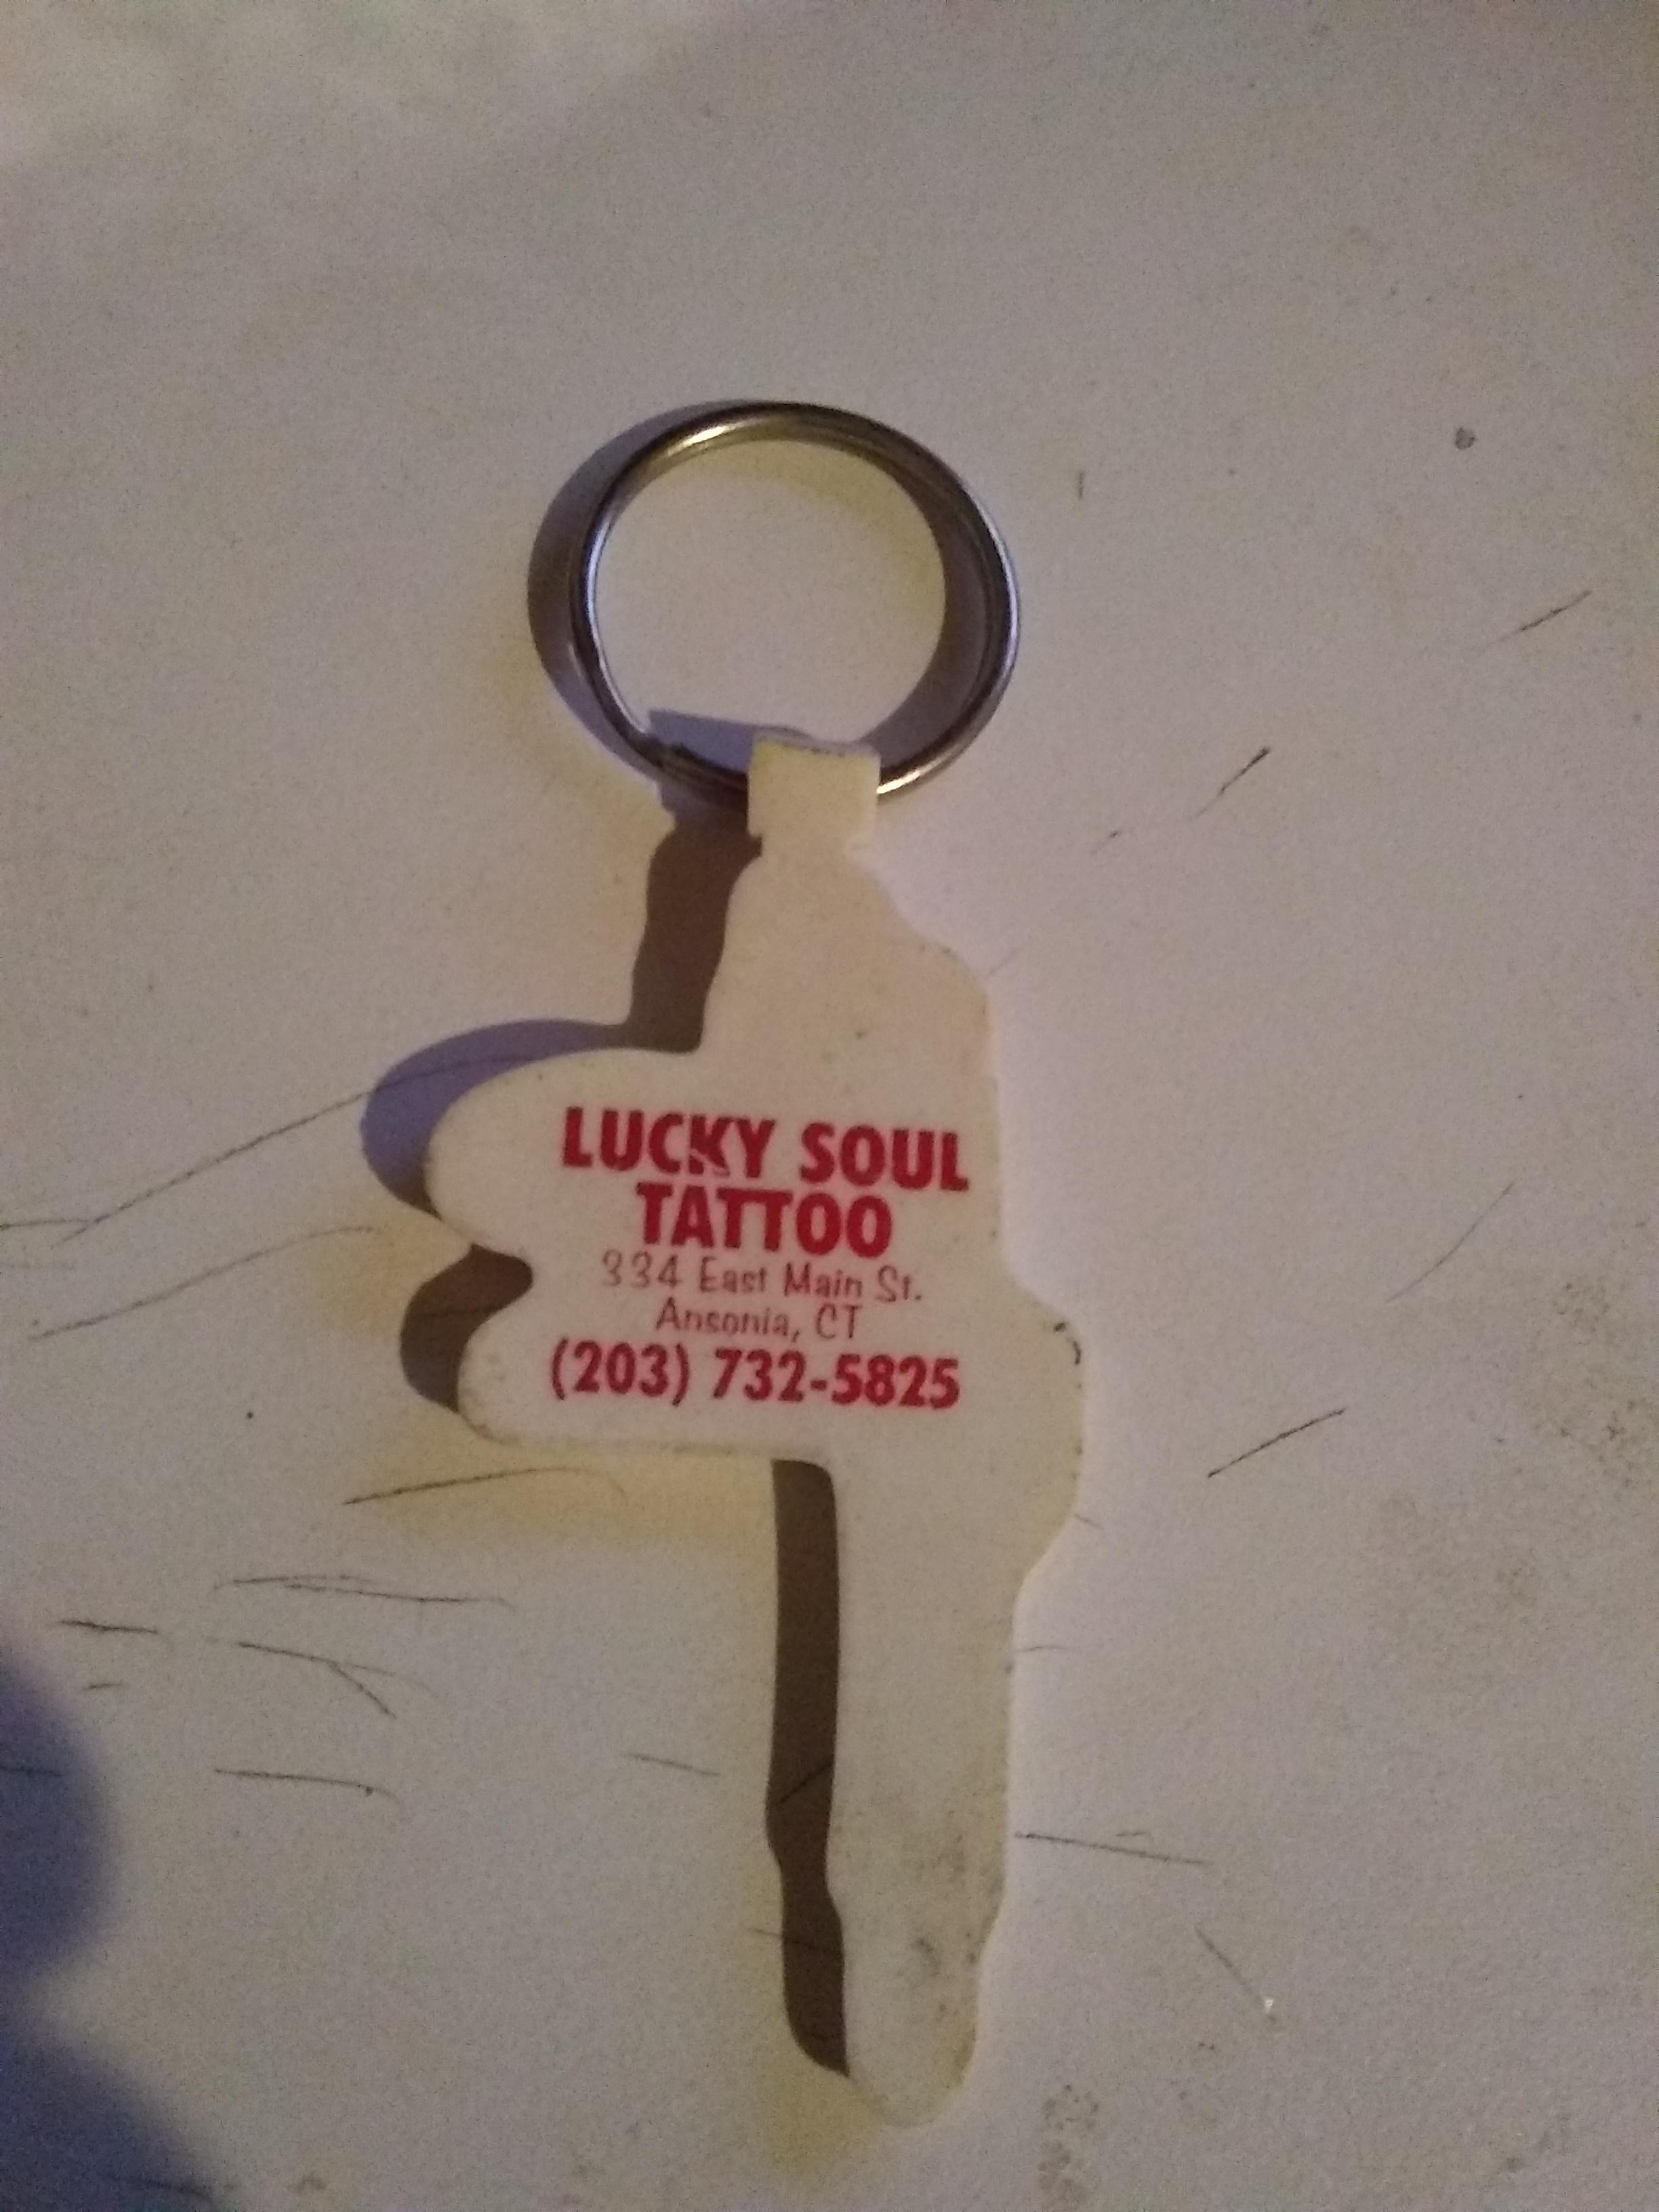 LUCKY SOUL
TATTOO
334 East Main St.
Ansonia, CT
(203) 732-5825